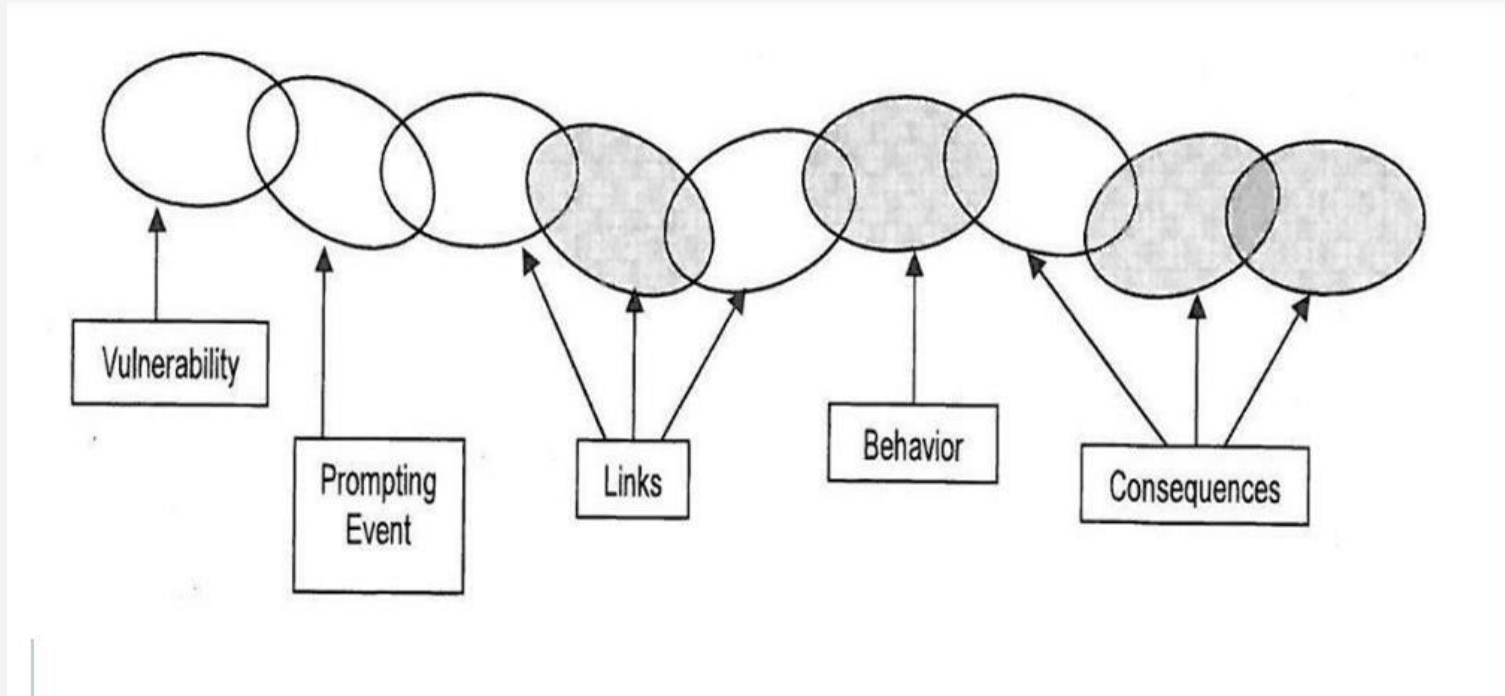 Vulnerability
Prompting
Event
Links
Behavior
Consequences